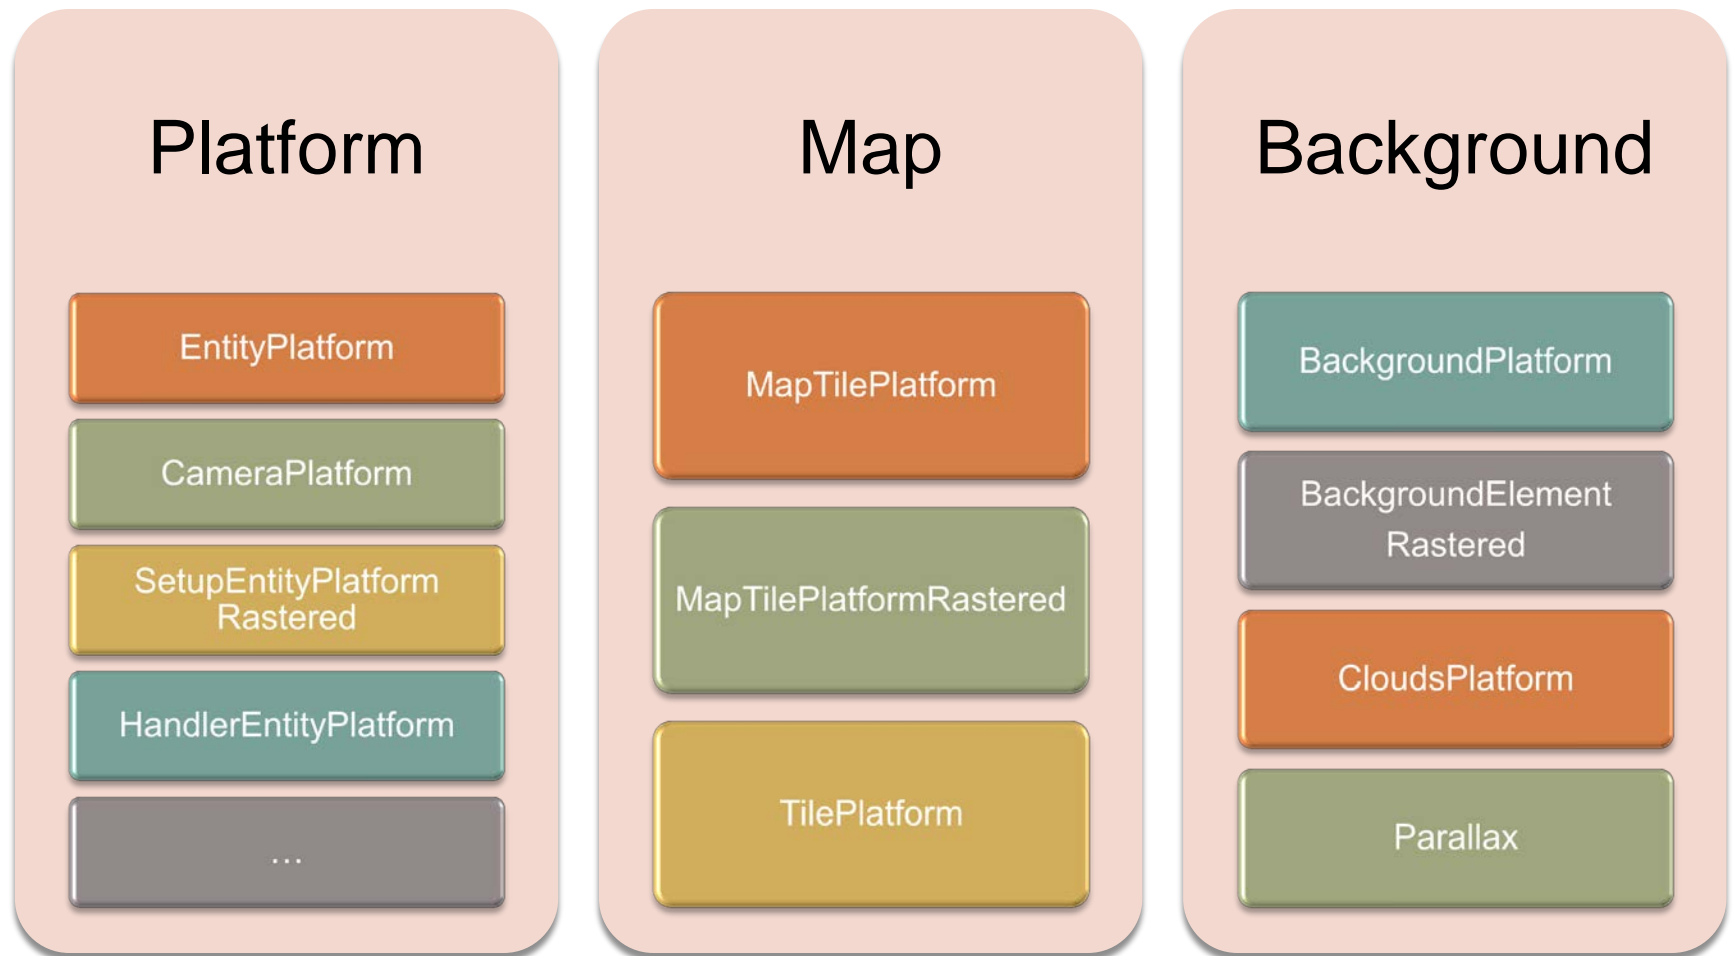 Platform
EntityPlatform
CameraPlatform
SetupEntityPlatform
Rastered
HandlerEntityPlatform
...
Map
MapTilePlatform
MapTilePlatformRastered
TilePlatform
Background
BackgroundPlatform
BackgroundElement
Rastered
CloudsPlatform
Parallax